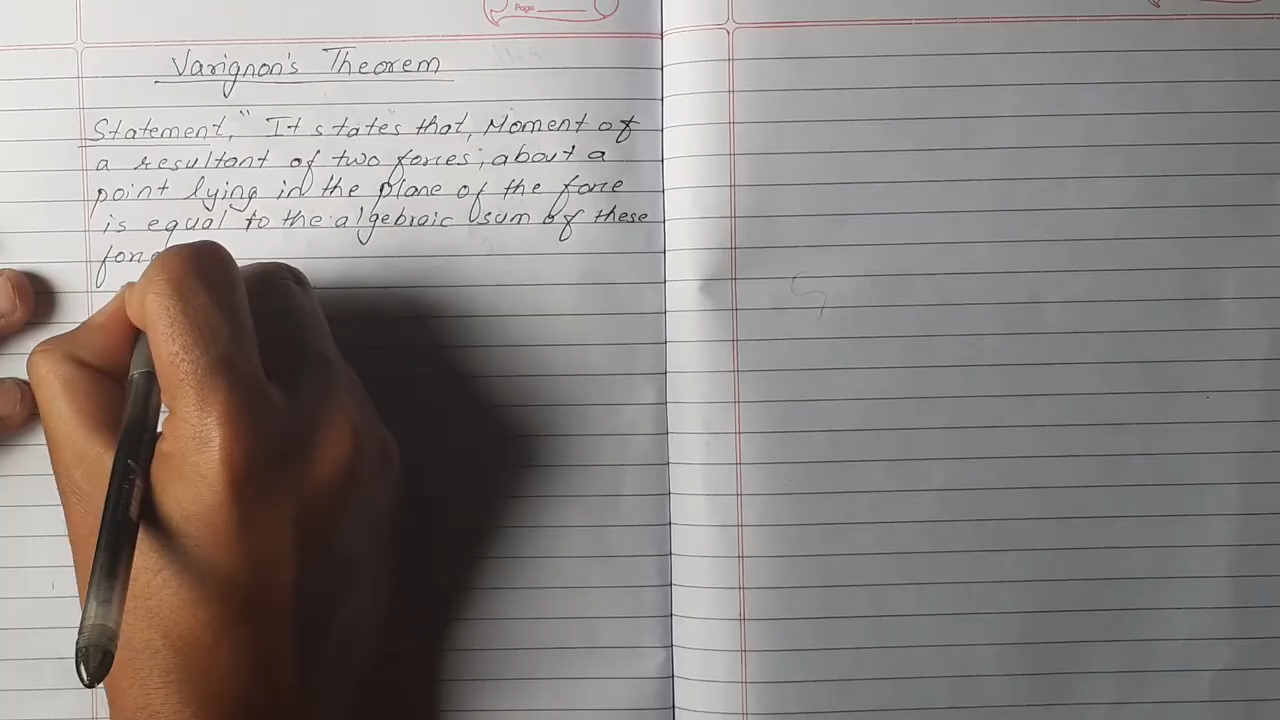 Page
Varignon's Theorem
Statement, " It states that, Moment of
a resultant of two forces, about a
point lying in the plane of the force
is equal to the algebraic sum of these